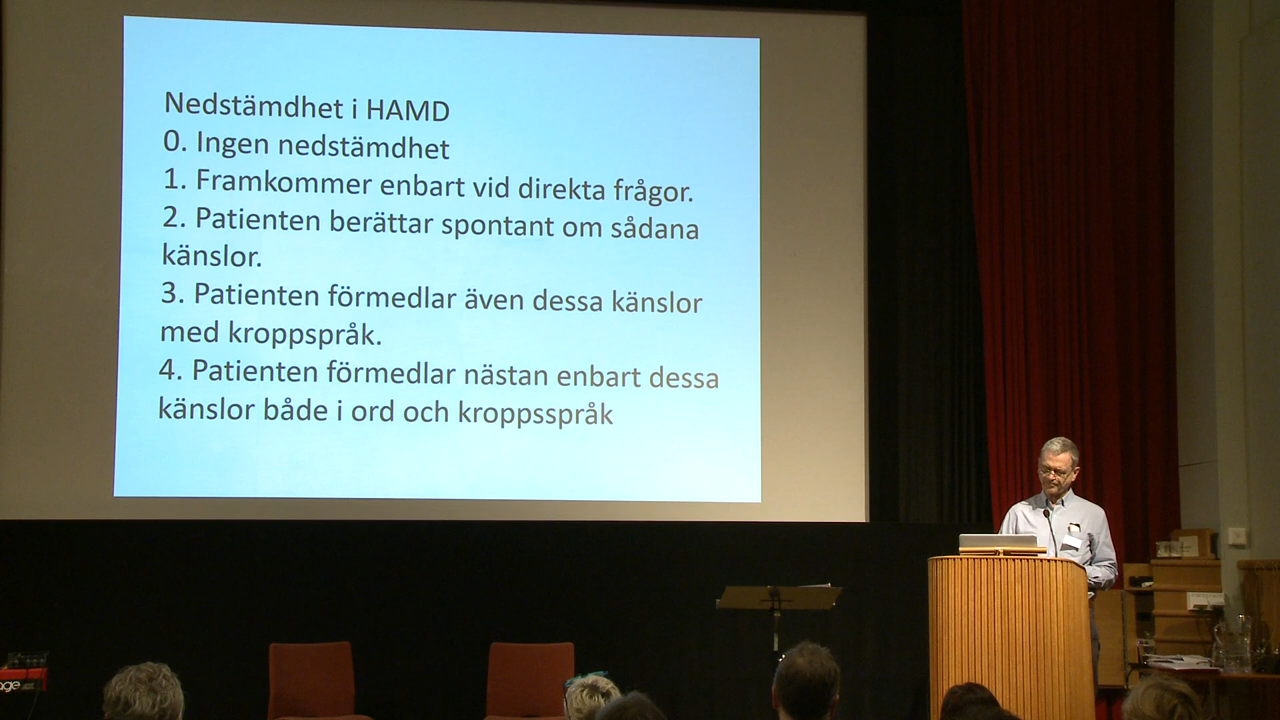 Nedstämdhet i HAMD
0. Ingen nedstämdhet
1. Framkommer enbart vid direkta frågor.
2. Patienten berättar spontant om sådana
känslor.
3. Patienten förmedlar även dessa känslor
med kroppspråk.
4. Patienten förmedlar nästan enbart dessa
känslor både i ord och kroppsspråk